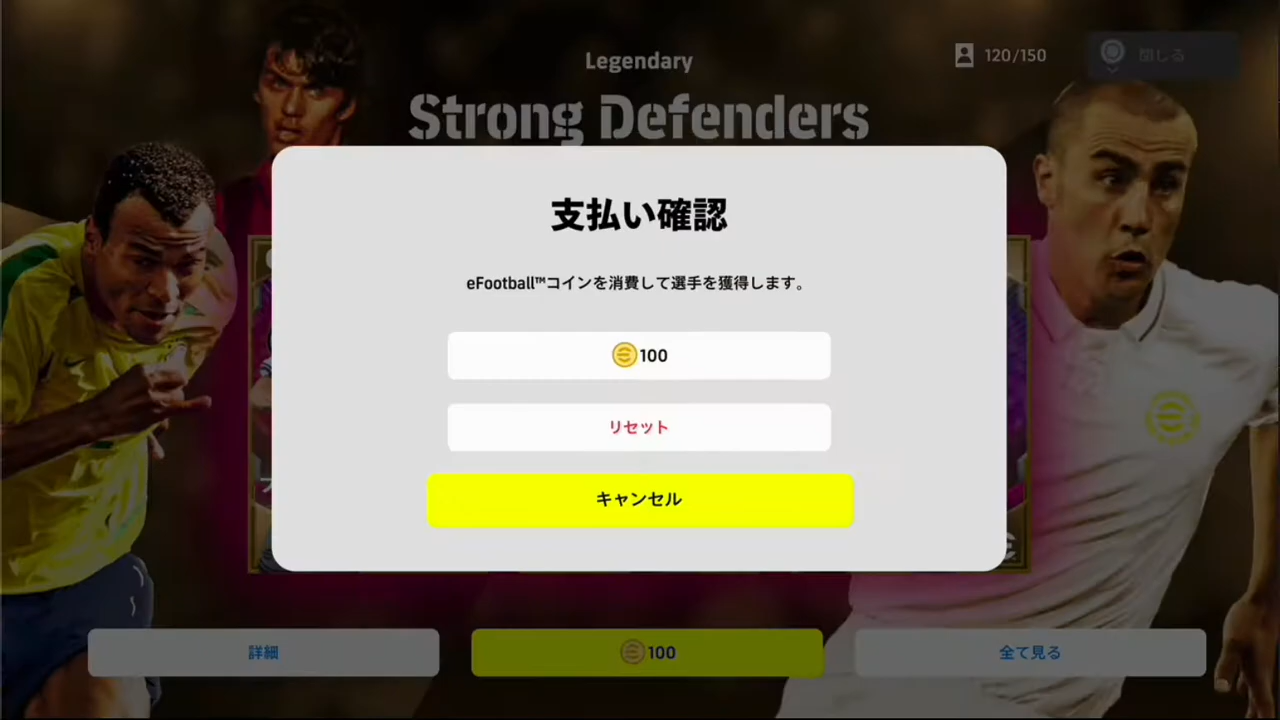 Legendary
120/150
閉じる
Strong Defenders
支払い確認
eFootball™コインを消費して選手を獲得します。
100
リセット
キャンセル
詳細
100
全て見る